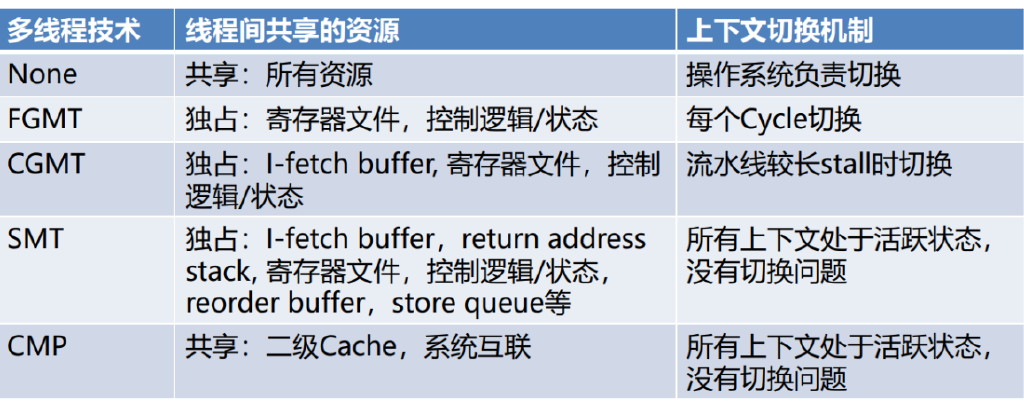 多线程技术 线程间共享的资源 上下文切换机制
None 共享：所有资源 操作系统负责切换
FGMT 独占：寄存器文件，控制逻辑/状态 每个Cycle切换
CGMT 独占：I-fetch buffer, 寄存器文件，控制 流水线较长stall时切换
逻辑/状态
SMT 独占：I-fetch buffer，return address 所有上下文处于活跃状态，
stack, 寄存器文件，控制逻辑/状态， 没有切换问题
reorder buffer，store queue等
CMP 共享：二级Cache，系统互联 所有上下文处于活跃状态，
没有切换问题